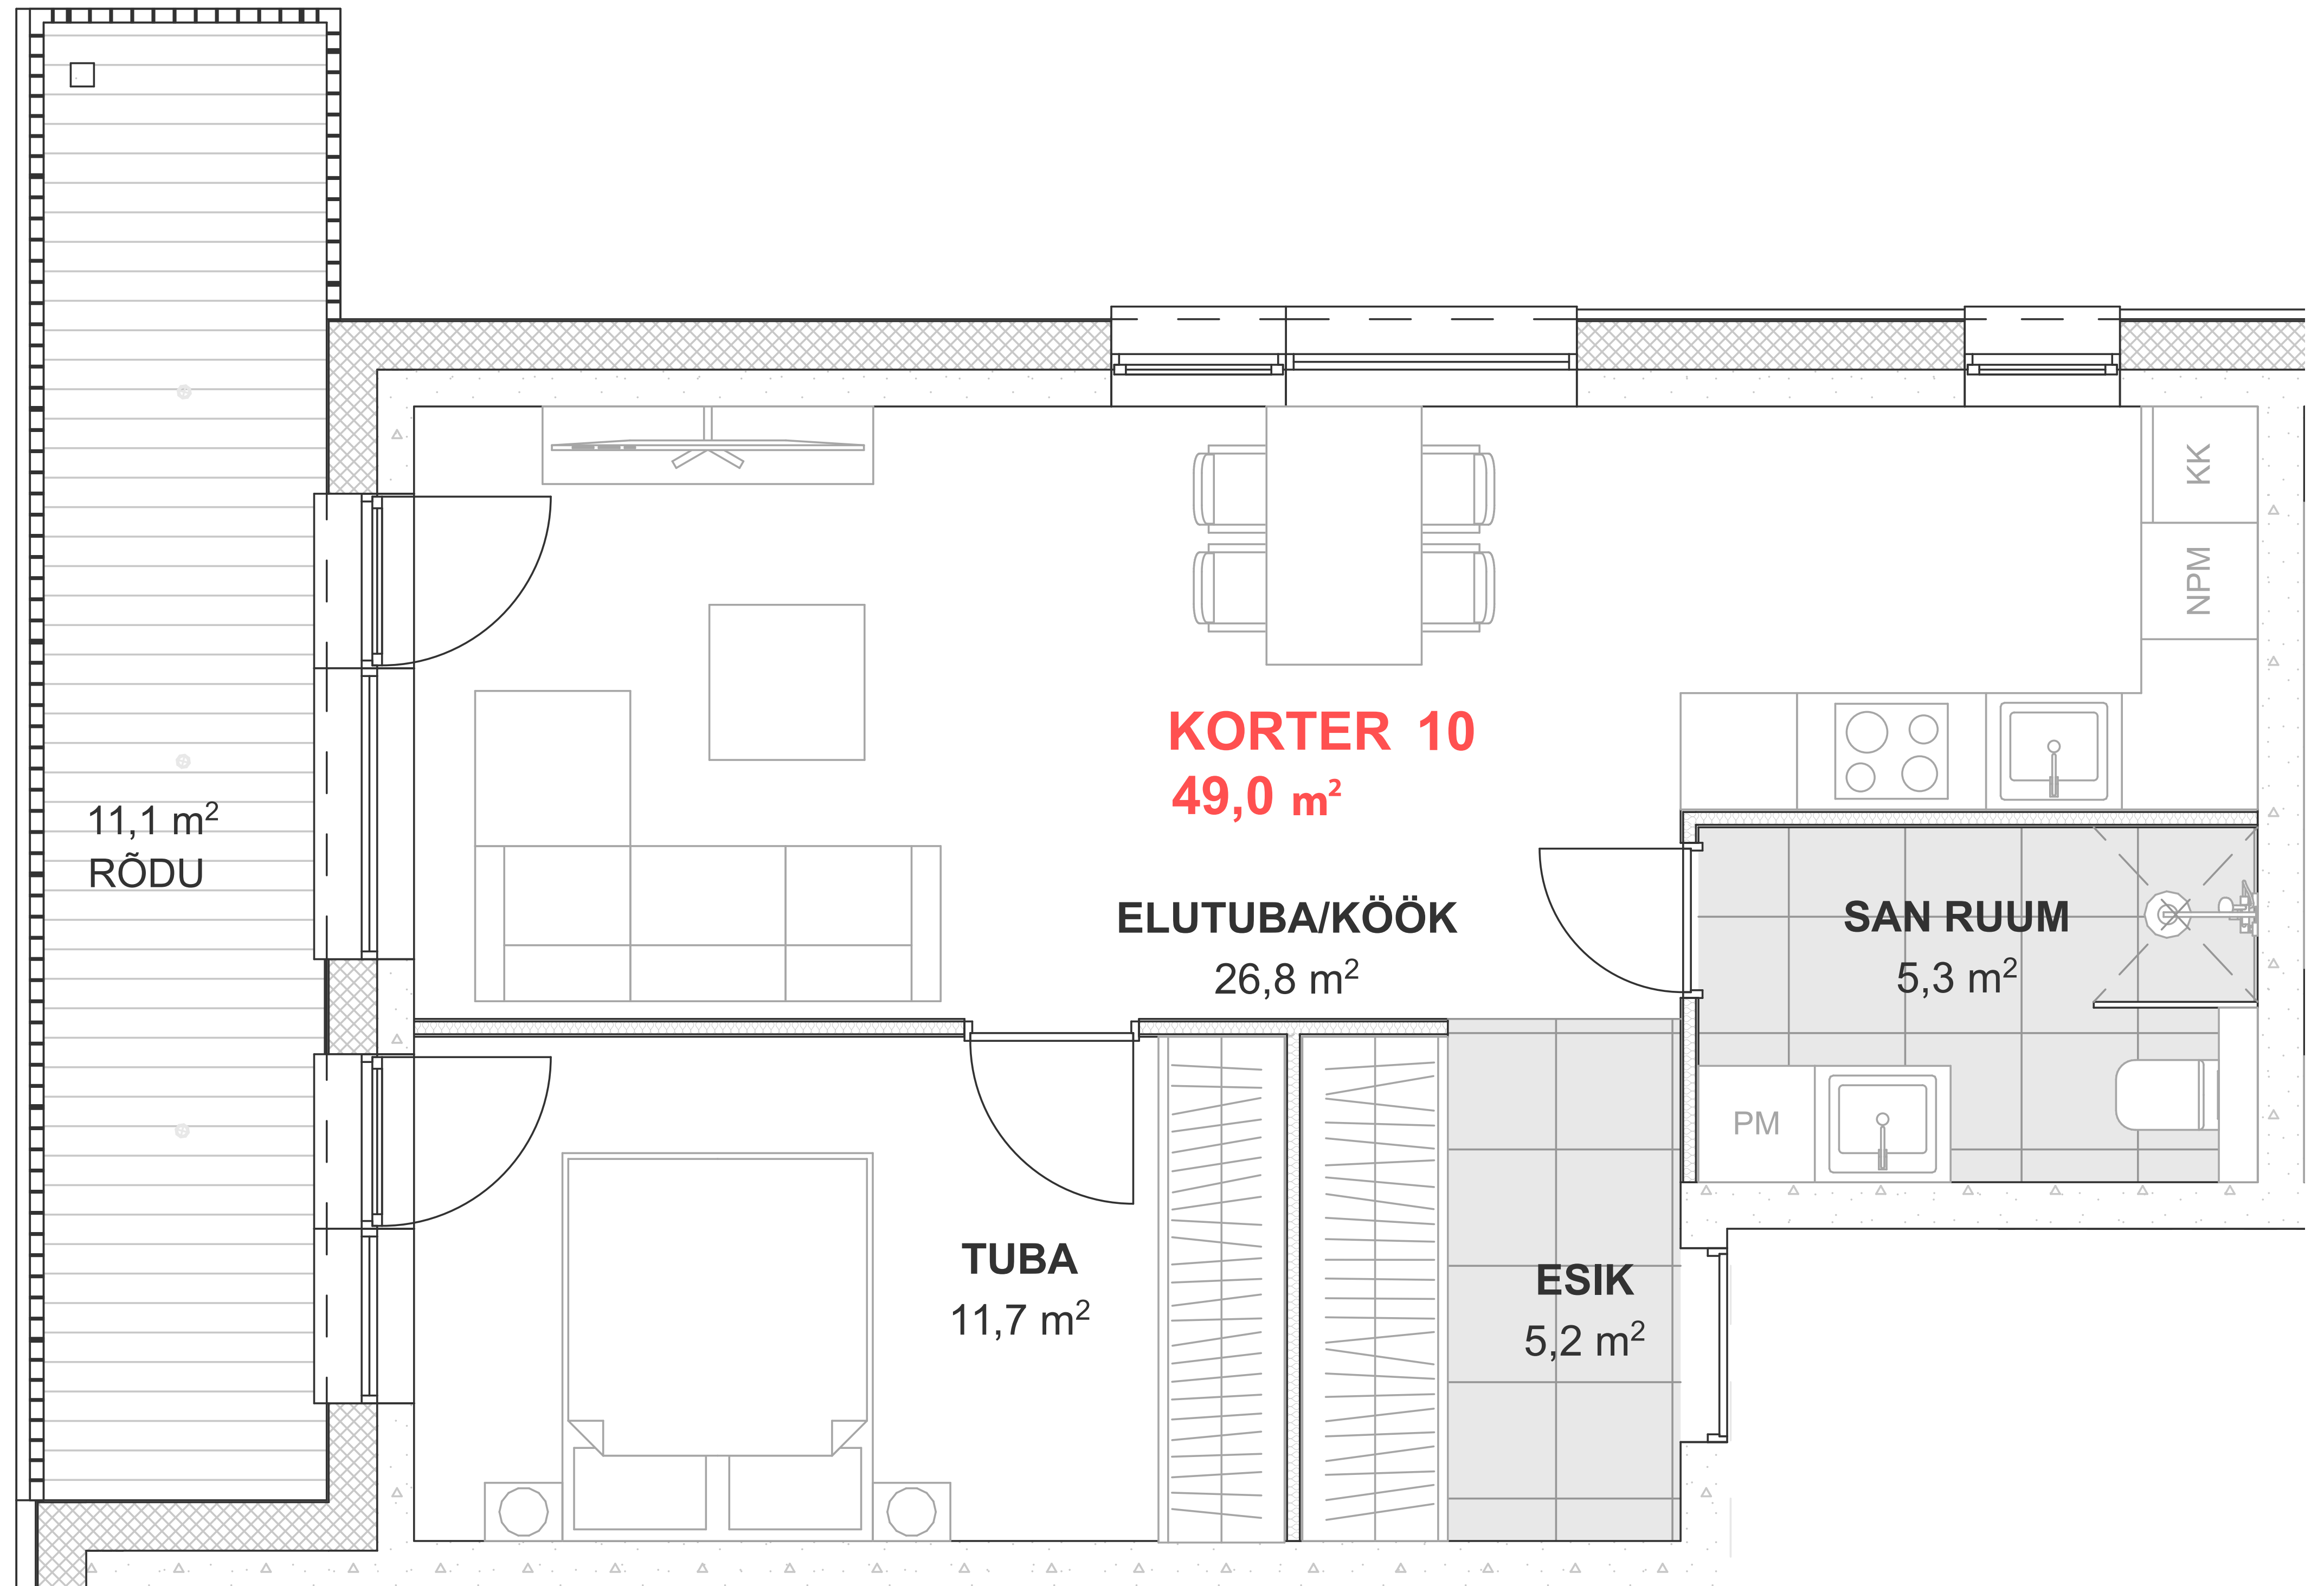 KK
NPM
KORTER 10
49,0 m²
11,1 m²
RÕDU
ELUTUBA/KÖÖK
26,8 m²
SAN RUUM
5,3 m²
PM
TUBA
11,7 m²
ESIK
5,2 m²